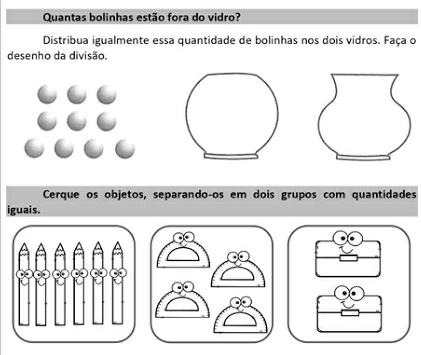 Quantas bolinhas estão fora do vidro?
Distribua igualmente essa quantidade de bolinhas nos dois vidros. Faça o
desenho da divisão.
Cerque os objetos, separando-os em dois grupos com quantidades
iguais.